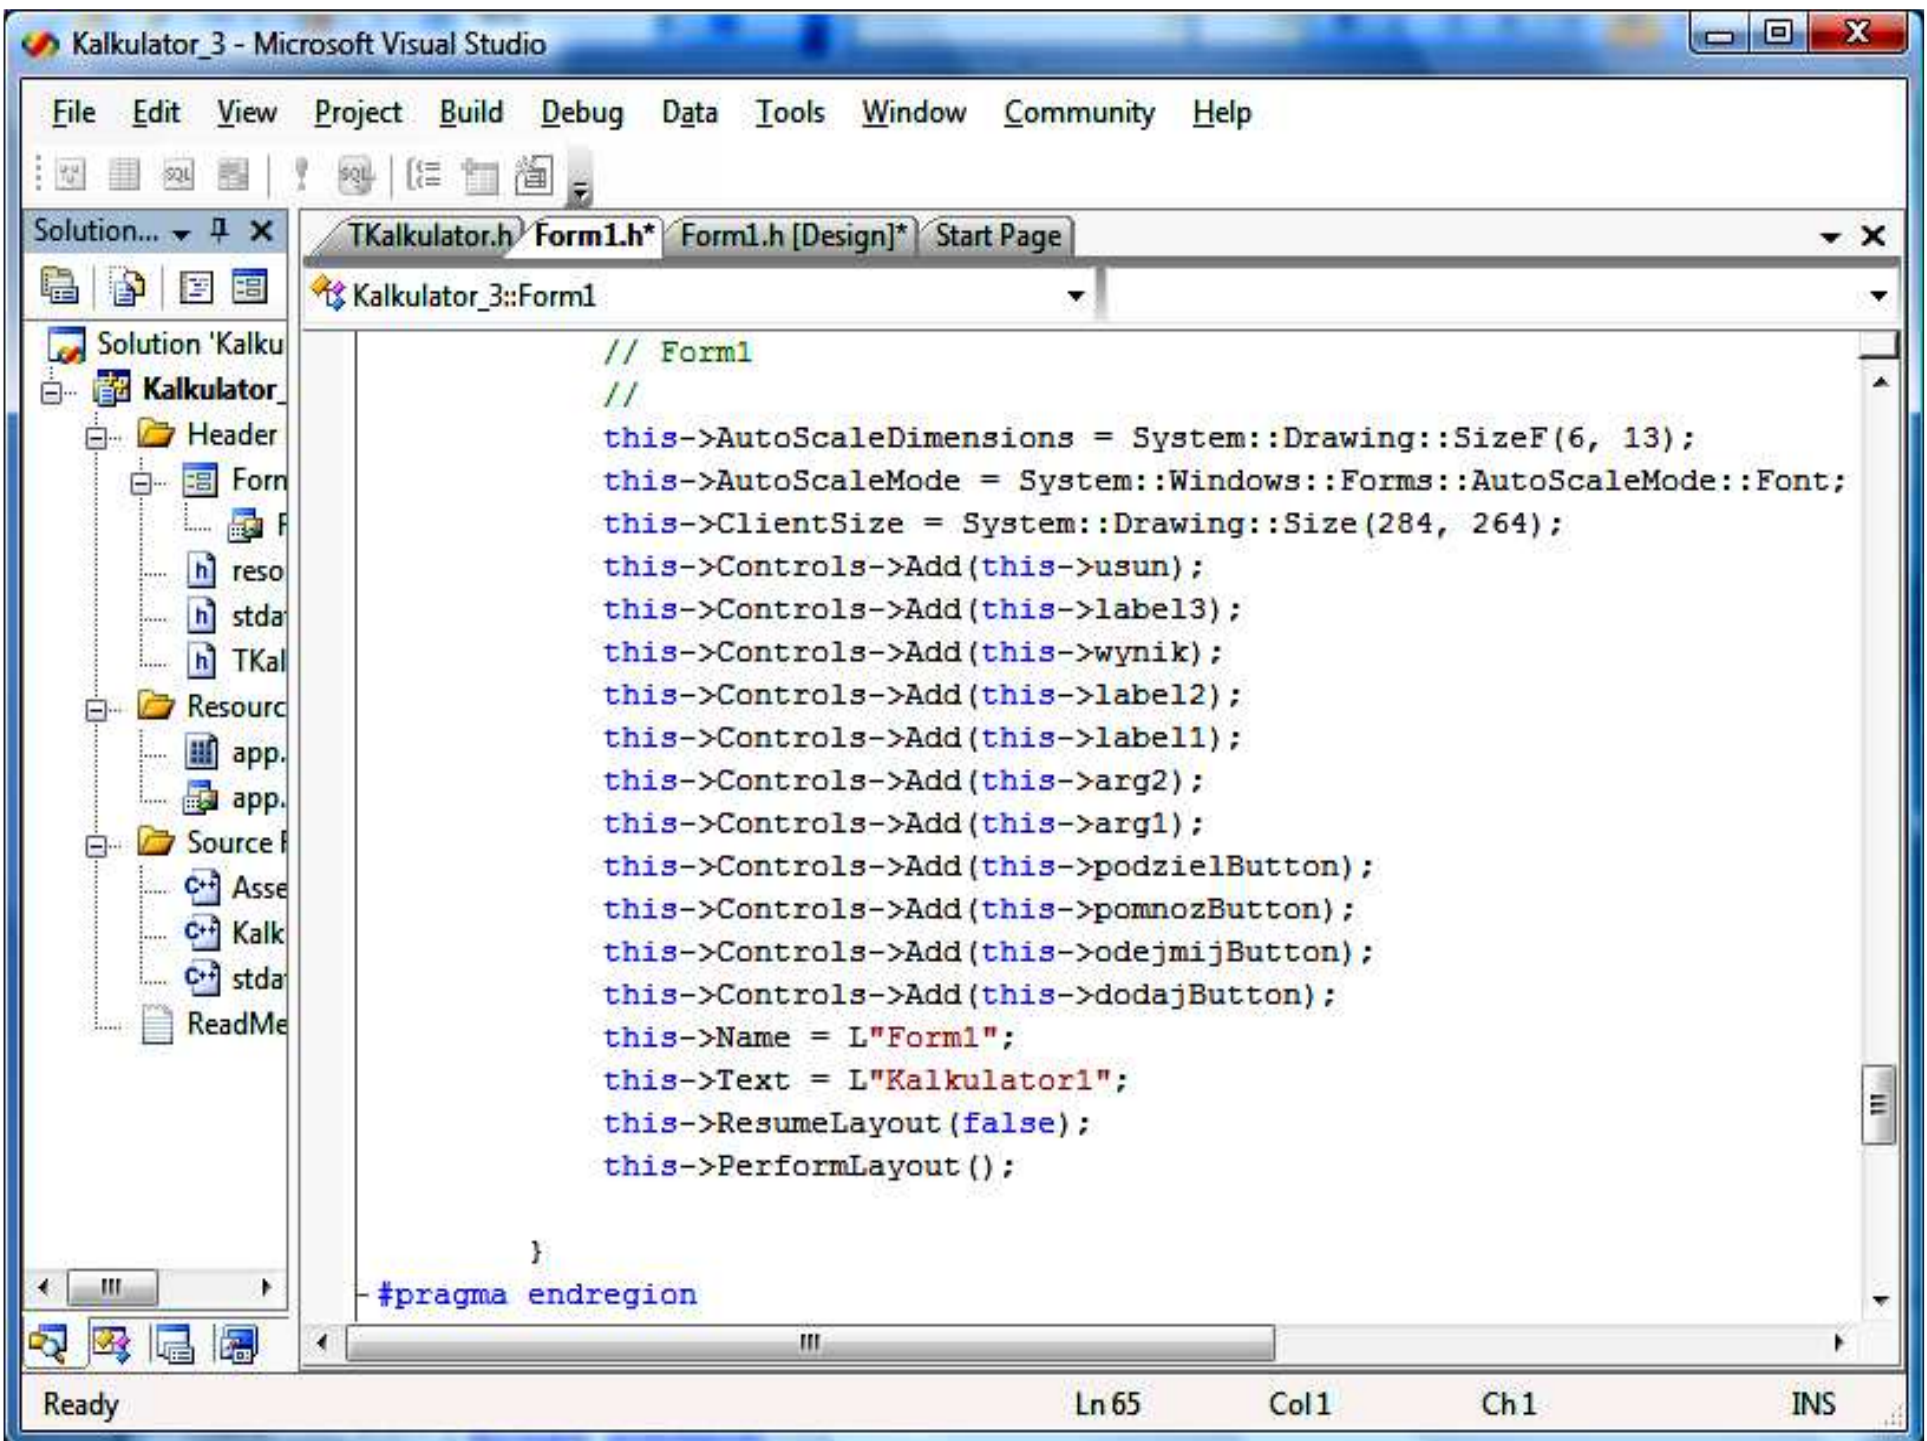 Kalkulator_3 - Microsoft Visual Studio
File Edit View Project Build Debug Data Tools Window Community Help
Solution...
TKalkulator.h Form1.h* Form1.h [Design]* Start Page
Kalkulator_3::Form1
Solution 'Kalku
Kalkulator_
Header
Form
F
reso
stda
TKal
Resourc
app.
app.
Source F
Asse
Kalk
stda
ReadMe
// Form1
//
this->AutoScaleDimensions = System::Drawing::SizeF(6, 13);
this->AutoScaleMode = System::Windows::Forms::AutoScaleMode::Font;
this->ClientSize = System::Drawing::Size(284, 264);
this->Controls->Add(this->usun);
this->Controls->Add(this->label3);
this->Controls->Add(this->wynik);
this->Controls->Add(this->label2);
this->Controls->Add(this->label1);
this->Controls->Add(this->arg2);
this->Controls->Add(this->arg1);
this->Controls->Add(this->podzielButton);
this->Controls->Add(this->pomnozButton);
this->Controls->Add(this->odejmijButton);
this->Controls->Add(this->dodajButton);
this->Name = L"Form1";
this->Text = L"Kalkulator1";
this->ResumeLayout(false);
this->PerformLayout();
}
#pragma endregion
Ready Ln 65 Col 1 Ch 1 INS